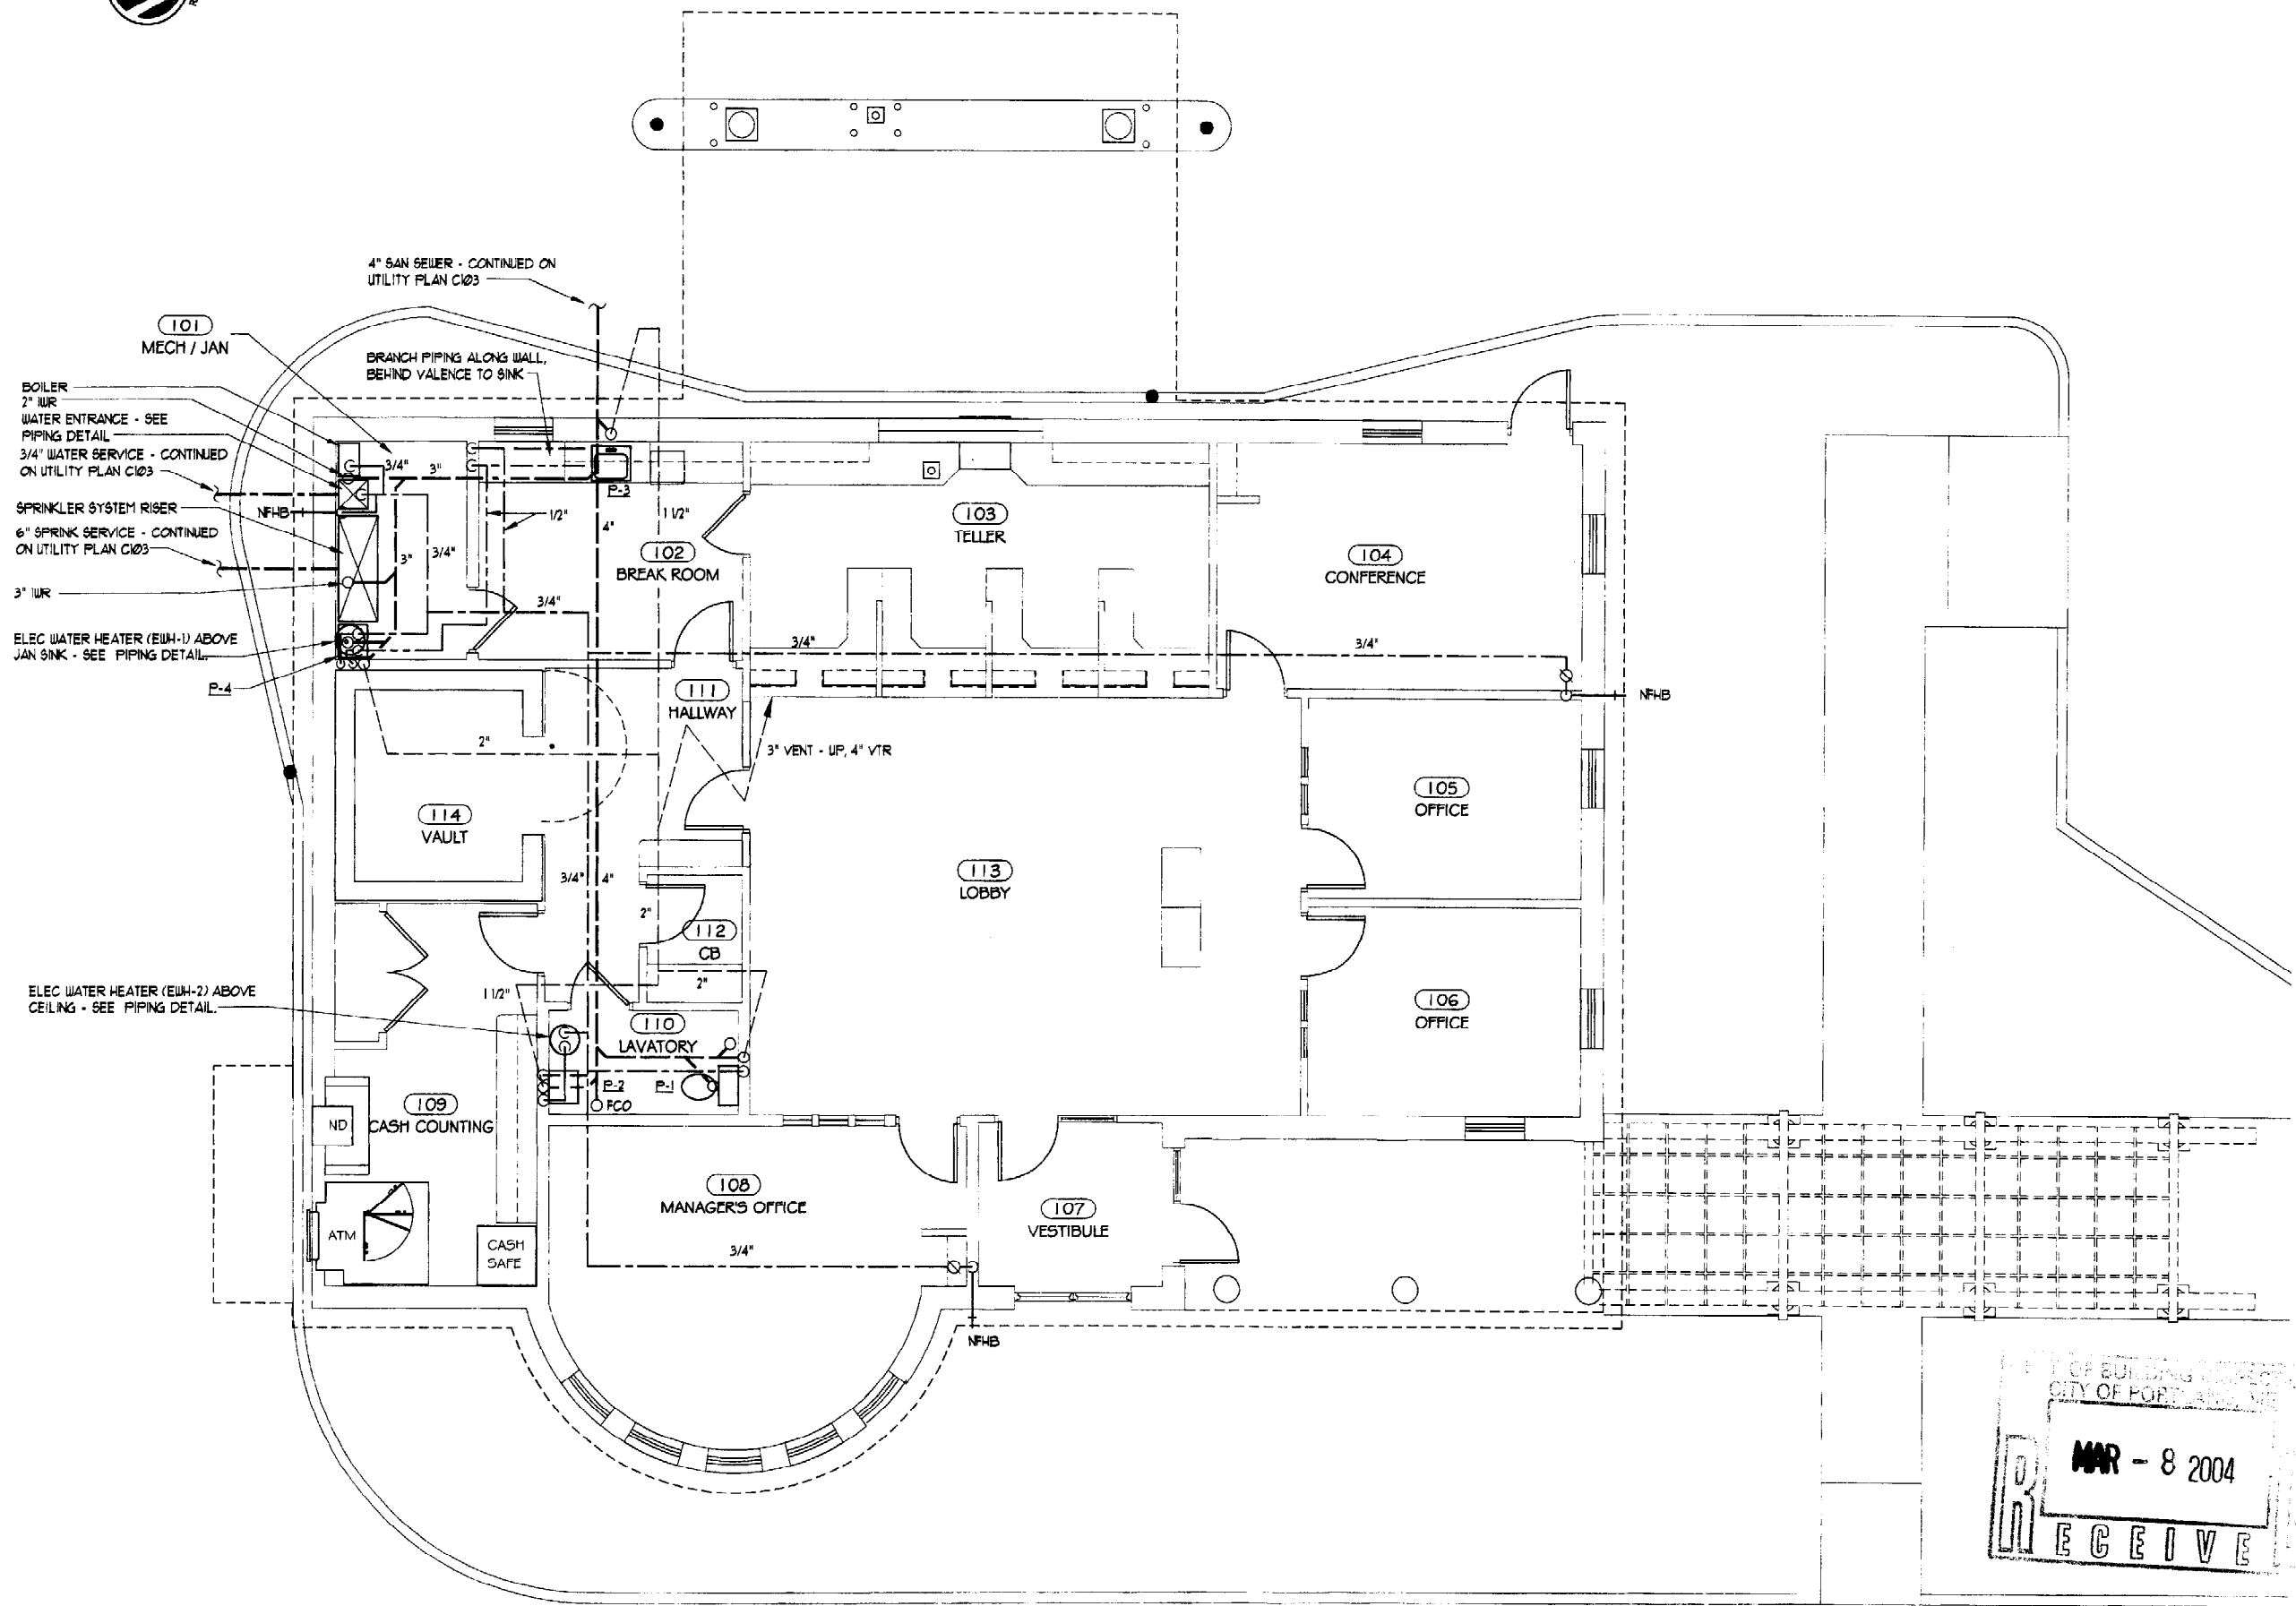 4" SAN SEWER - CONTINUED ON
UTILITY PLAN C103
101
MECH / JAN
BRANCH PIPING ALONG WALL,
BEHIND VALENCE TO SINK
BOILER
2" IWR
WATER ENTRANCE - SEE
PIPING DETAIL
3/4" WATER SERVICE - CONTINUED
ON UTILITY PLAN C103
SPRINKLER SYSTEM RISER
NFHB
6" SPRINK SERVICE - CONTINUED
ON UTILITY PLAN C103
3" IWR
ELEC WATER HEATER (EWH-1) ABOVE
JAN SINK - SEE PIPING DETAIL.
P-4
3/4"
3"
3"
3/4"
1/2"
P-3
4"
1 1/2"
102
BREAK ROOM
3/4"
103
TELLER
104
CONFERENCE
3/4"
3/4"
NFHB
111
HALLWAY
2"
3" VENT - UP, 4" VTR
114
VAULT
105
OFFICE
113
LOBBY
3/4"
4"
2"
112
CB
2"
1 1/2"
ELEC WATER HEATER (EWH-2) ABOVE
CEILING - SEE PIPING DETAIL.
106
OFFICE
110
LAVATORY
P-2
P-1
FCO
109
CASH COUNTING
ND
108
MANAGER'S OFFICE
107
VESTIBULE
ATM
CASH
SAFE
3/4"
NFHB
OF BUILDING
CITY OF
MAR - 8 2004
RECEIVE